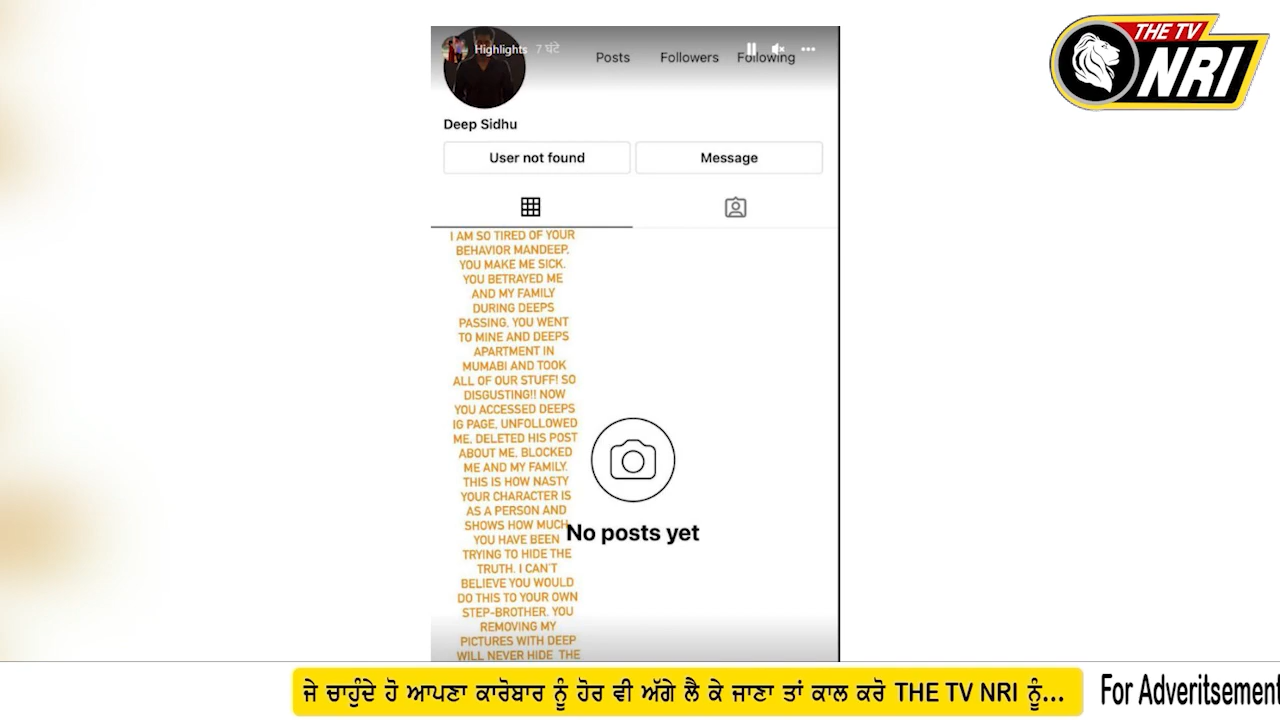 THE TV
NRI
Highlights 7 ਘੰਟੇ
Posts Followers Following
Deep Sidhu
User not found Message
I AM SO TIRED OF YOUR
BEHAVIOR MANDEEP,
YOU MAKE ME SICK.
YOU BETRAYED ME
AND MY FAMILY
DURING DEEPS
PASSING, YOU WENT
TO MINE AND DEEPS
APARTMENT IN
MUMABI AND TOOK
ALL OF OUR STUFF! SO
DISGUSTING!! NOW
YOU ACCESSED DEEPS
IG PAGE, UNFOLLOWED
ME, DELETED HIS POST
ABOUT ME, BLOCKED
ME AND MY FAMILY.
THIS IS HOW NASTY
YOUR CHARACTER IS
AS A PERSON AND
SHOWS HOW MUCH
YOU HAVE BEEN
TRYING TO HIDE THE
TRUTH. I CAN'T
BELIEVE YOU WOULD
DO THIS TO YOUR OWN
STEP-BROTHER. YOU
REMOVING MY
PICTURES WITH DEEP
WILL NEVER HIDE THE
No posts yet
ਜੇ ਚਾਹੁੰਦੇ ਹੋ ਆਪਣਾ ਕਾਰੋਬਾਰ ਨੂੰ ਹੋਰ ਵੀ ਅੱਗੇ ਲੈ ਕੇ ਜਾਣਾ ਤਾਂ ਕਾਲ ਕਰੋ THE TV NRI ਨੂੰ...
For Adveritsement